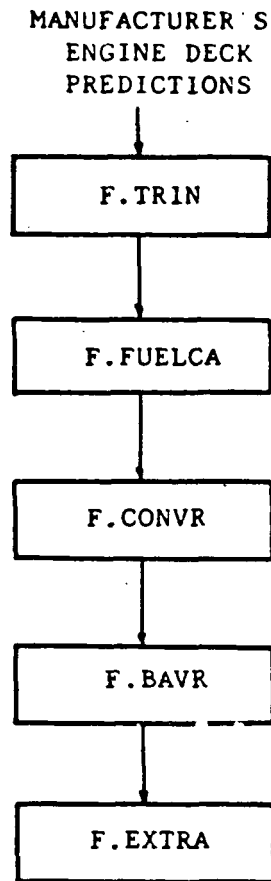 MANUFACTURER'S
ENGINE DECK
PREDICTIONS
F.TRIN
F.FUELCA
F.CONVR
F.BAVR
F.EXTRA